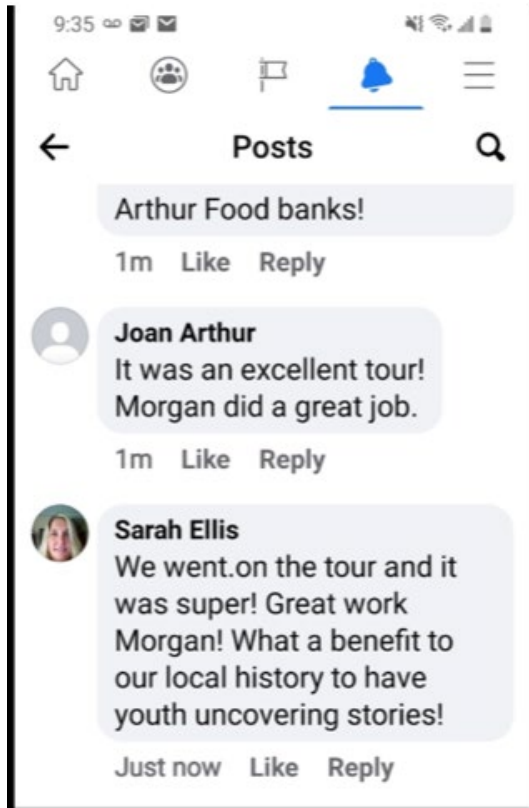 9:35
Posts
Arthur Food banks!
1m Like Reply
Joan Arthur
It was an excellent tour!
Morgan did a great job.
1m Like Reply
Sarah Ellis
We went.on the tour and it
was super! Great work
Morgan! What a benefit to
our local history to have
youth uncovering stories!
Just now Like Reply